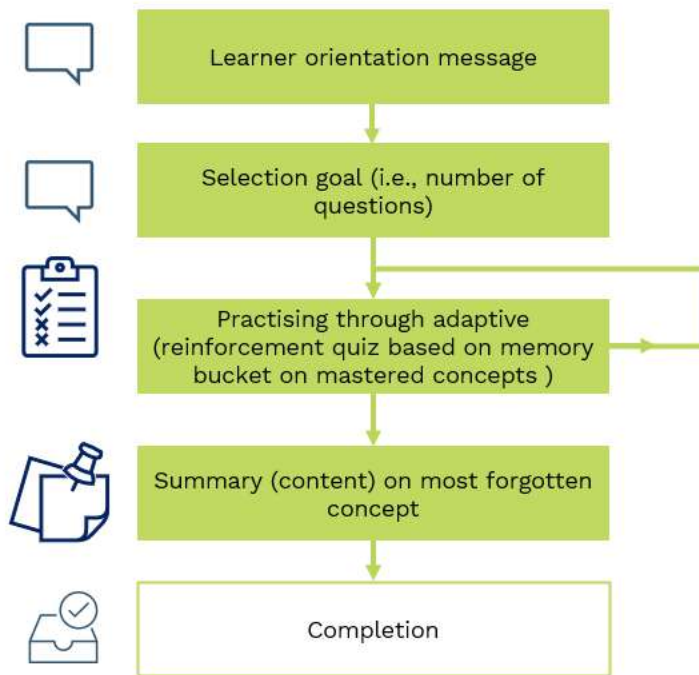 Learner orientation message
Selection goal (i.e., number of
questions)
Practising through adaptive
(reinforcement quiz based on memory
bucket on mastered concepts )
Summary (content) on most forgotten
concept
Completion